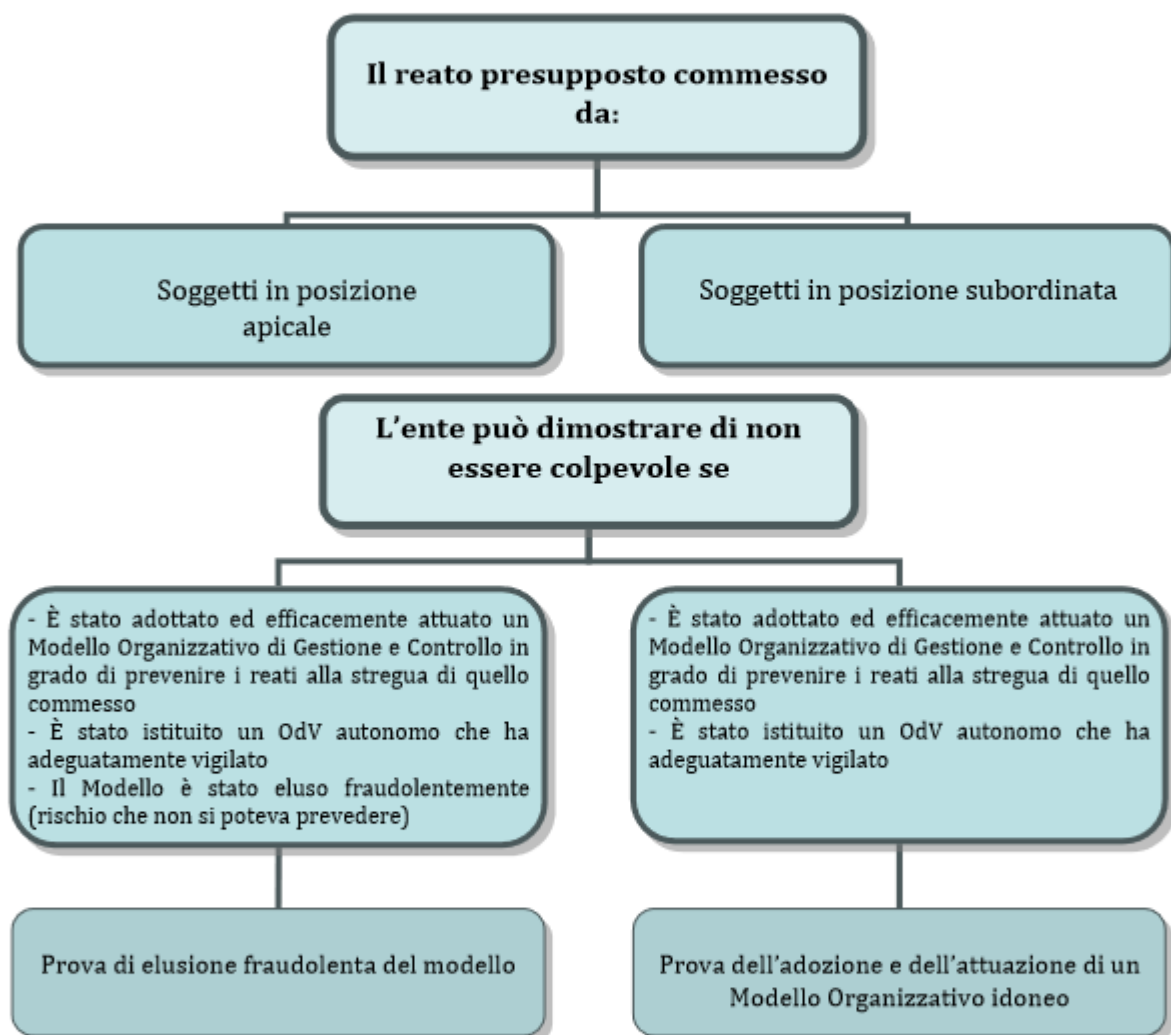 Il reato presupposto commesso
da:
Soggetti in posizione
apicale
Soggetti in posizione subordinata
L'ente può dimostrare di non
essere colpevole se
- È stato adottato ed efficacemente attuato un
Modello Organizzativo di Gestione e Controllo in
grado di prevenire i reati alla stregua di quello
commesso
- È stato istituito un OdV autonomo che ha
adeguatamente vigilato
- Il Modello è stato eluso fraudolentemente
(rischio che non si poteva prevedere)
- È stato adottato ed efficacemente attuato un
Modello Organizzativo di Gestione e Controllo in
grado di prevenire i reati alla stregua di quello
commesso
- È stato istituito un OdV autonomo che ha
adeguatamente vigilato
Prova di elusione fraudolenta del modello
Prova dell'adozione e dell'attuazione di un
Modello Organizzativo idoneo